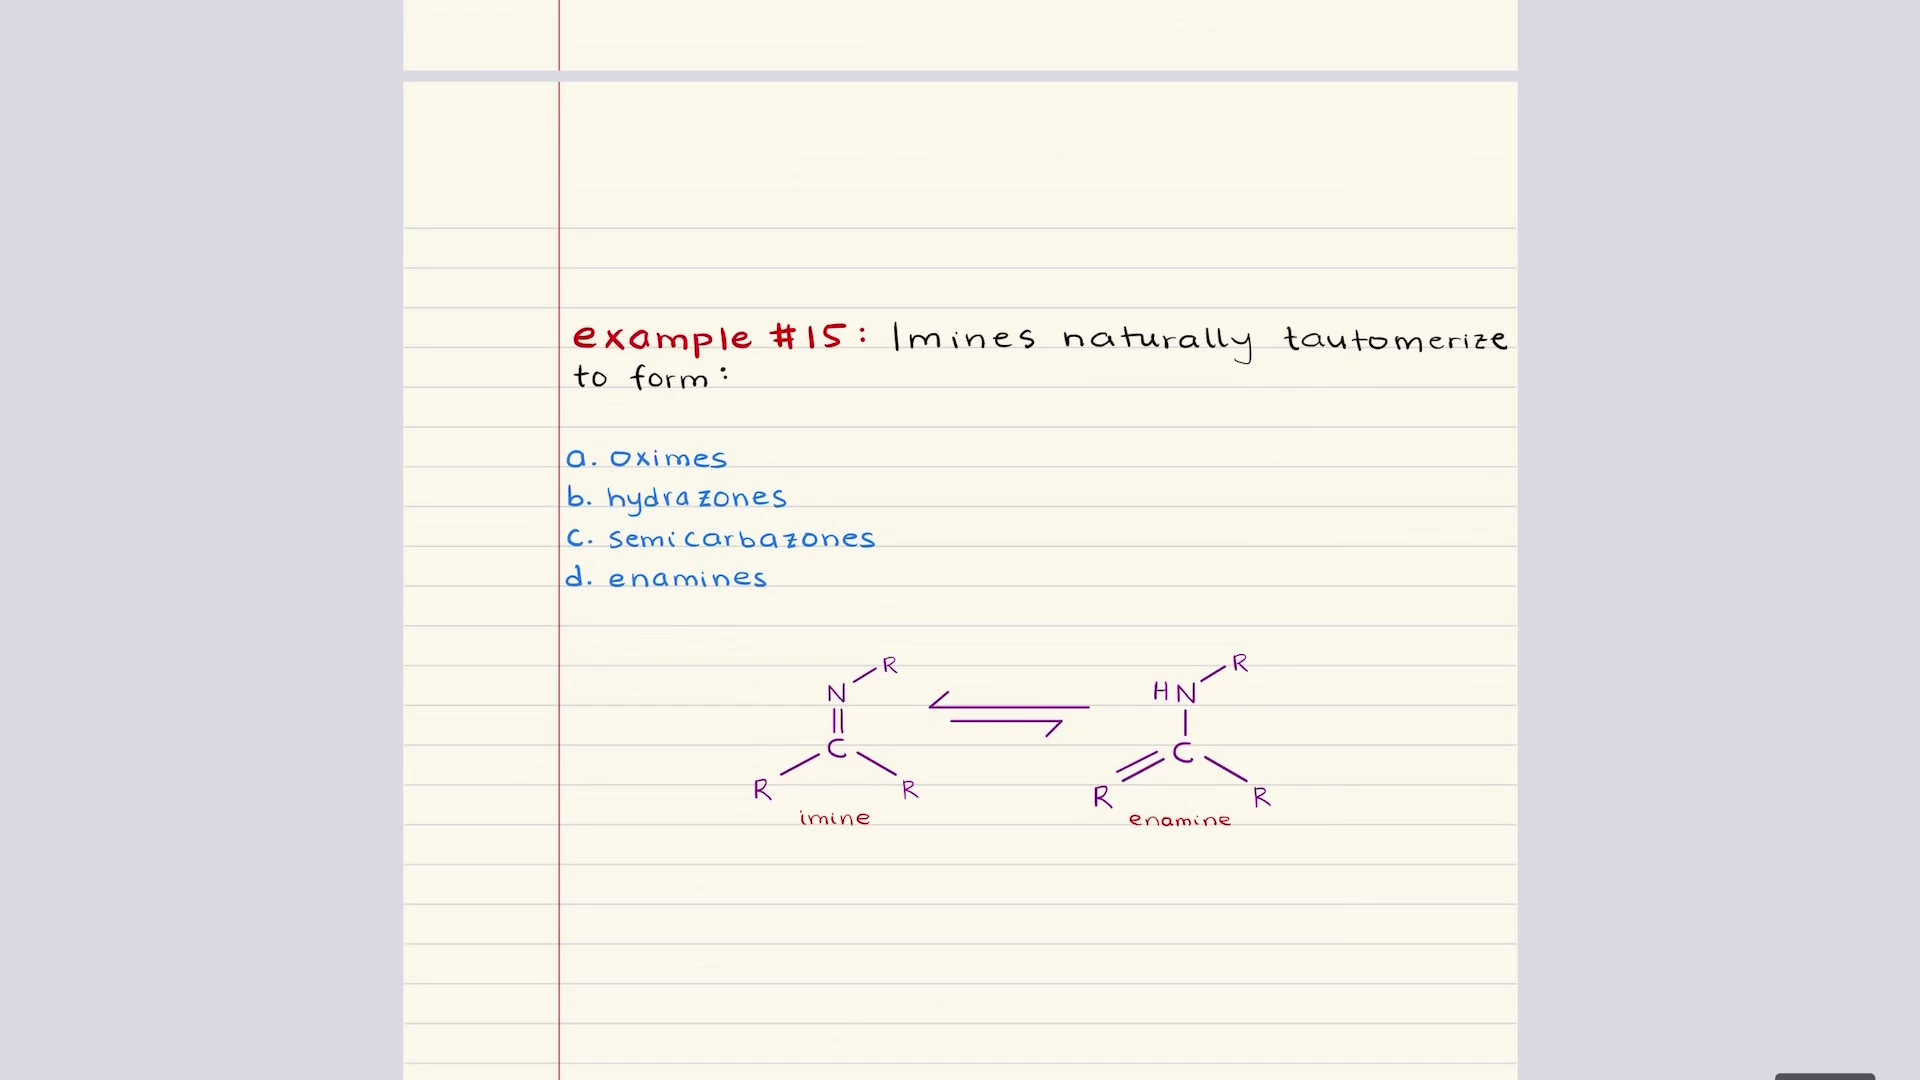 example #15: Imines naturally tautomerize
to form:
a. oximes
b. hydrazones
c. semicarbazones
d. enamines
N R
C
R R
imine
HN R
C
R R
enamine